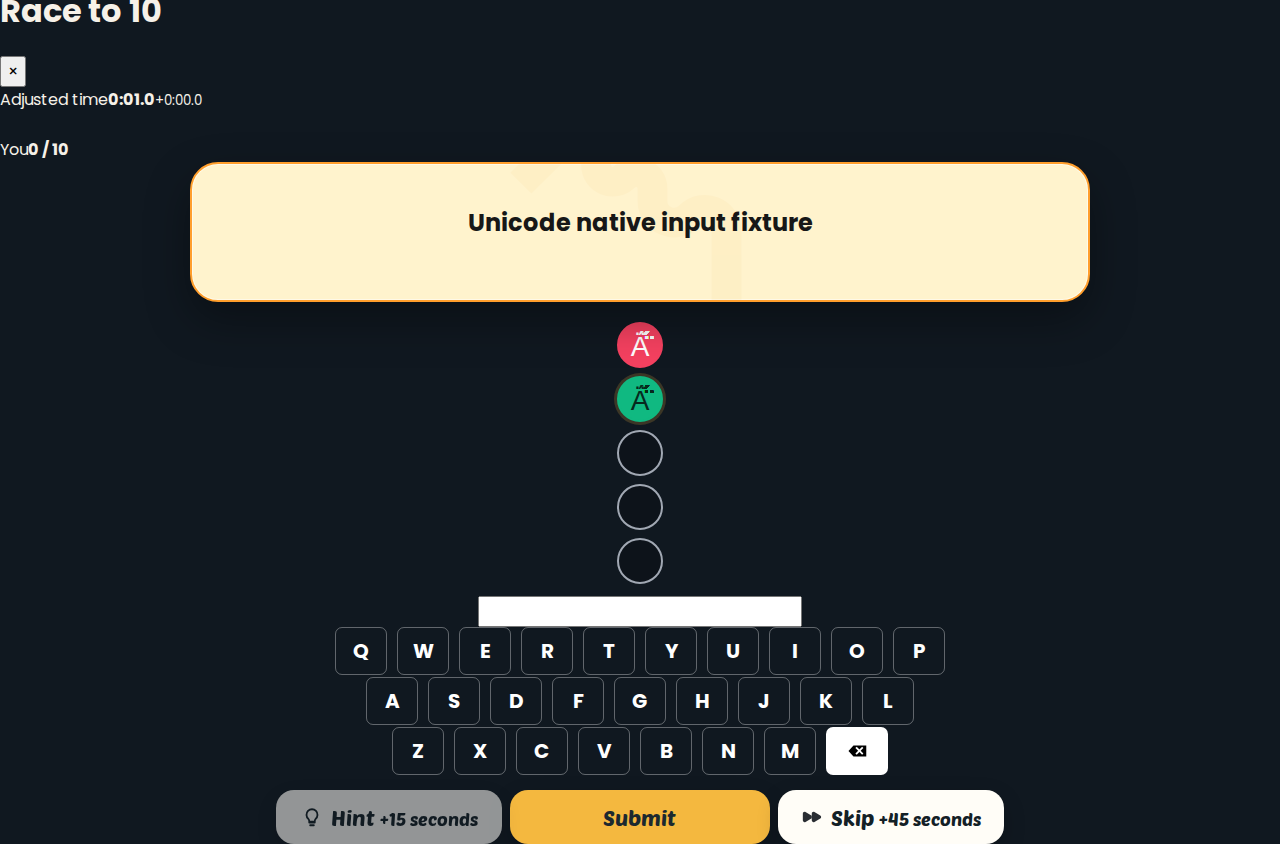 Race to 10
×
Adjusted time0:01.0+0:00.0
You0 / 10
Unicode native input fixture
Q W E R T Y U I O P
A S D F G H J K L
Z X C V B N M
Hint +15 seconds
Submit
Skip +45 seconds